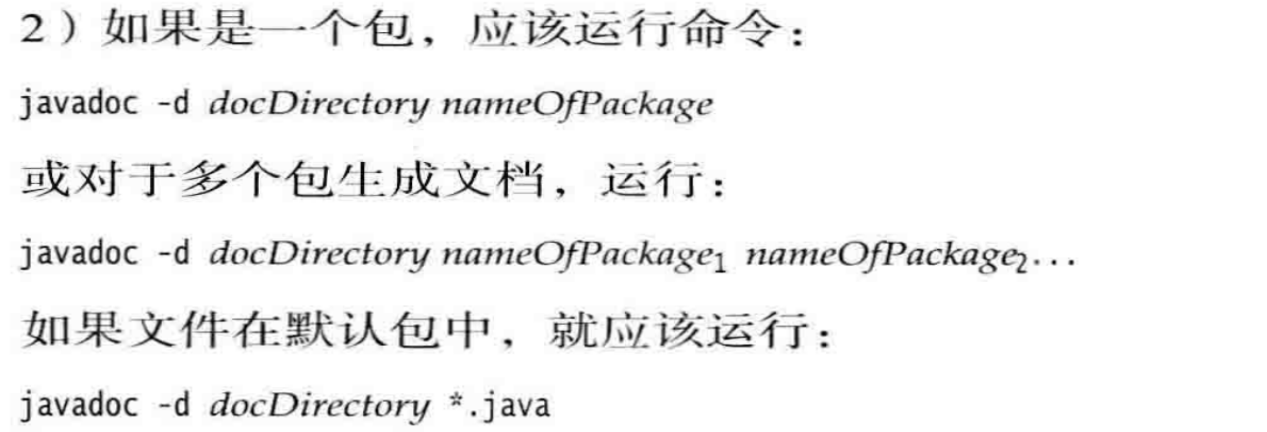 2）如果是一个包，应该运行命令：
javadoc -d docDirectory nameOfPackage
或对于多个包生成文档，运行：
javadoc -d docDirectory nameOfPackage₁ nameOfPackage₂...
如果文件在默认包中，就应该运行：
javadoc -d docDirectory *.java